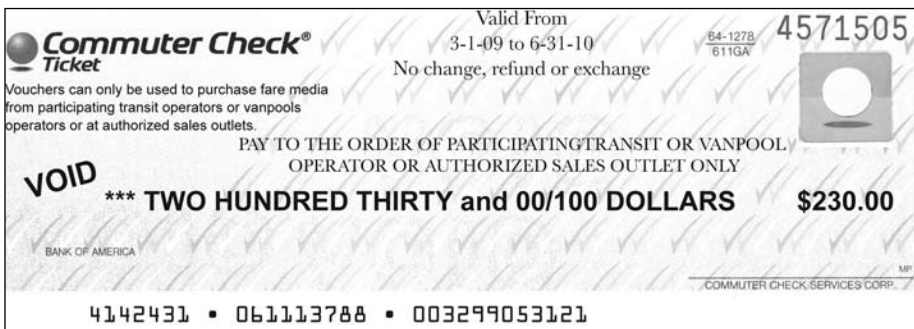 Commuter Check®
Ticket
Valid From
3-1-09 to 6-31-10
No change, refund or exchange
64-1278
611GA
4571505
Vouchers can only be used to purchase fare media
from participating transit operators or vanpools
operators or at authorized sales outlets.
PAY TO THE ORDER OF PARTICIPATINGTRANSIT OR VANPOOL
OPERATOR OR AUTHORIZED SALES OUTLET ONLY
VOID
*** TWO HUNDRED THIRTY and 00/100 DOLLARS $230.00
BANK OF AMERICA
MP
COMMUTER CHECK SERVICES CORP.
4142431 • 061113788 • 003299053121